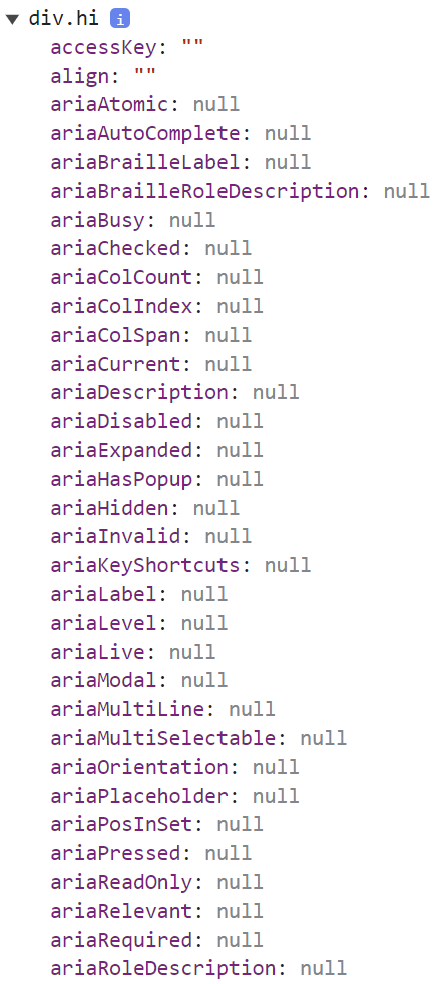 ▼ div.hi i
accessKey: ""
align: ""
ariaAtomic: null
ariaAutoComplete: null
ariaBrailleLabel: null
ariaBrailleRoleDescription: null
ariaBusy: null
ariaChecked: null
ariaColCount: null
ariaColIndex: null
ariaColSpan: null
ariaCurrent: null
ariaDescription: null
ariaDisabled: null
ariaExpanded: null
ariaHasPopup: null
ariaHidden: null
ariaInvalid: null
ariaKeyShortcuts: null
ariaLabel: null
ariaLevel: null
ariaLive: null
ariaModal: null
ariaMultiLine: null
ariaMultiSelectable: null
ariaOrientation: null
ariaPlaceholder: null
ariaPosInSet: null
ariaPressed: null
ariaReadOnly: null
ariaRelevant: null
ariaRequired: null
ariaRoleDescription: null